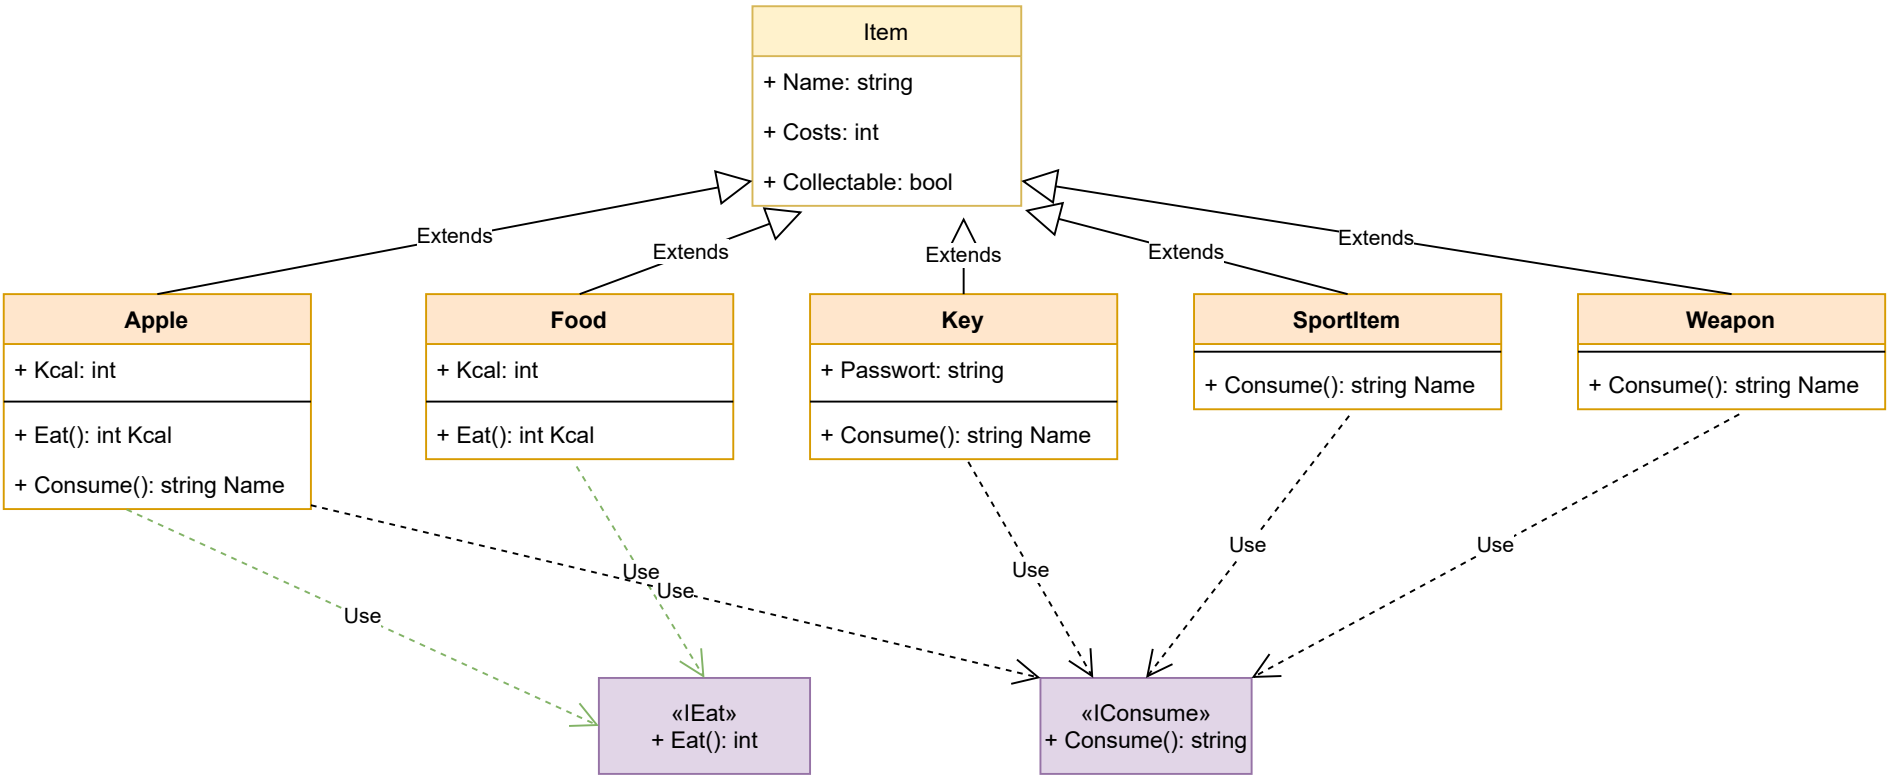 Item
+ Name: string
+ Costs: int
+ Collectable: bool
Extends
Extends
Extends
Extends
Extends
Apple
+ Kcal: int
+ Eat(): int Kcal
+ Consume(): string Name
Food
+ Kcal: int
+ Eat(): int Kcal
Key
+ Passwort: string
+ Consume(): string Name
SportItem
+ Consume(): string Name
Weapon
+ Consume(): string Name
Use
Use
Use
Use
Use
Use
«IEat»
+ Eat(): int
«IConsume»
+ Consume(): string